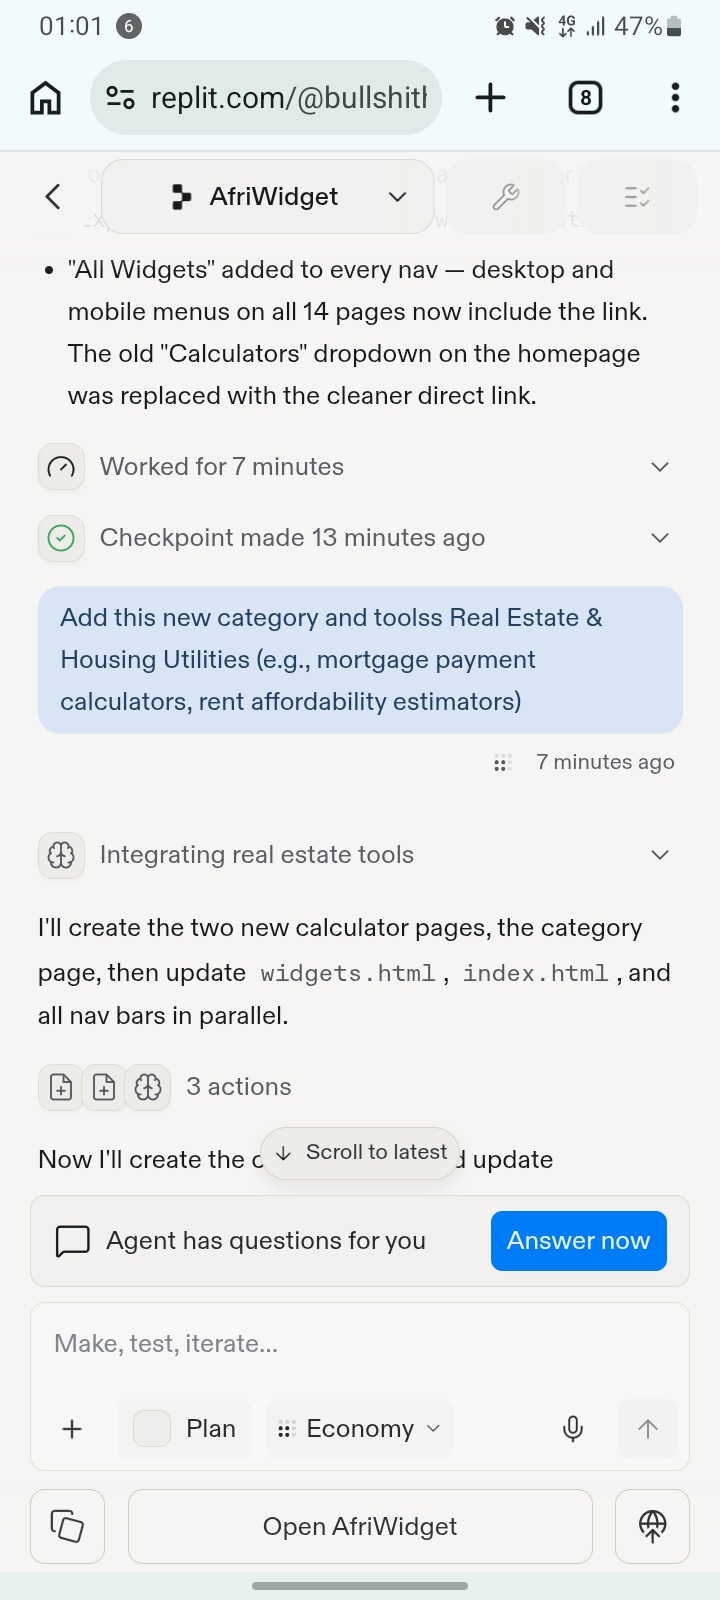 01:01 6 4G 47%
replit.com/@bullshitl 8
AfriWidget
• "All Widgets" added to every nav — desktop and
mobile menus on all 14 pages now include the link.
The old "Calculators" dropdown on the homepage
was replaced with the cleaner direct link.
Worked for 7 minutes
Checkpoint made 13 minutes ago
Add this new category and toolss Real Estate &
Housing Utilities (e.g., mortgage payment
calculators, rent affordability estimators)
7 minutes ago
Integrating real estate tools
I'll create the two new calculator pages, the category
page, then update widgets.html, index.html, and
all nav bars in parallel.
3 actions
Now I'll create the
Scroll to latest
update
Agent has questions for you
Answer now
Make, test, iterate...
Plan
Economy
Open AfriWidget